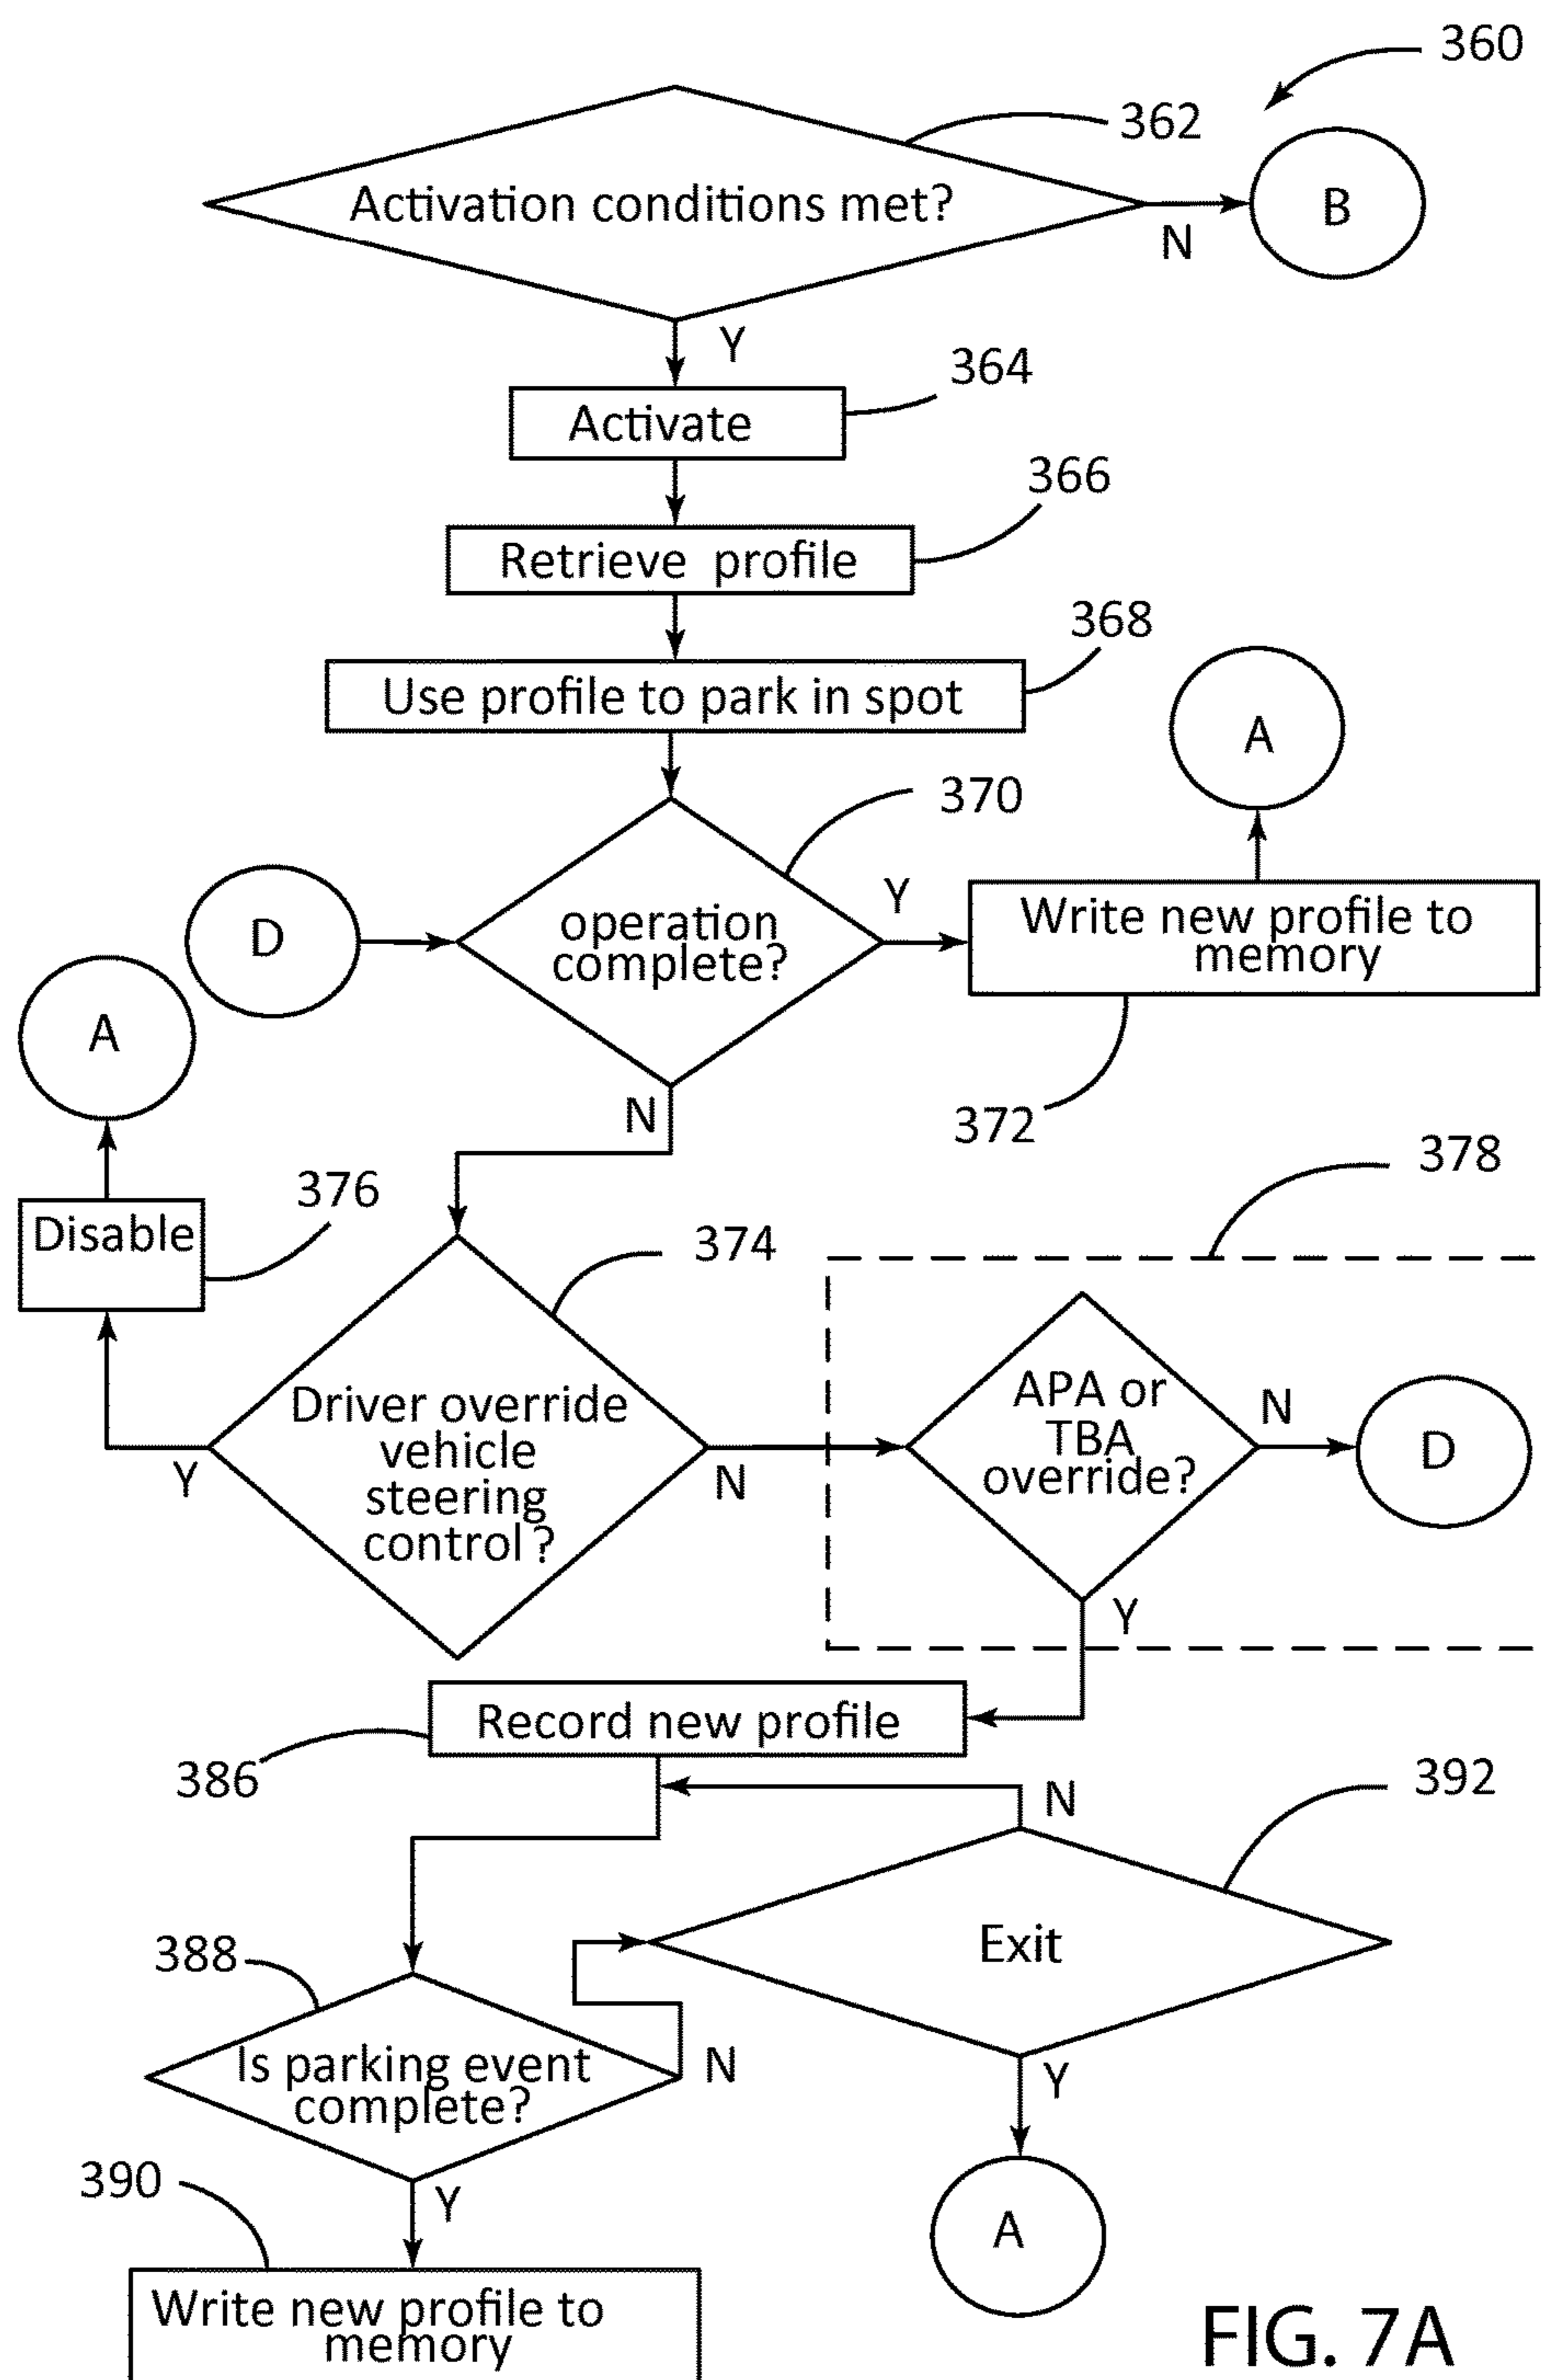 360
362
Activation conditions met?
B
N
Y
364
Activate
366
Retrieve profile
368
Use profile to park in spot
A
370
D
operation
complete?
Y
Write new profile to
memory
A
N
372
378
376
Disable
374
Driver override
vehicle
steering
control?
Y
N
APA or
TBA
override?
N
D
Y
Record new profile
386
392
N
388
Exit
Is parking event
complete?
N
Y
390
Y
A
Write new profile to
memory
FIG. 7A